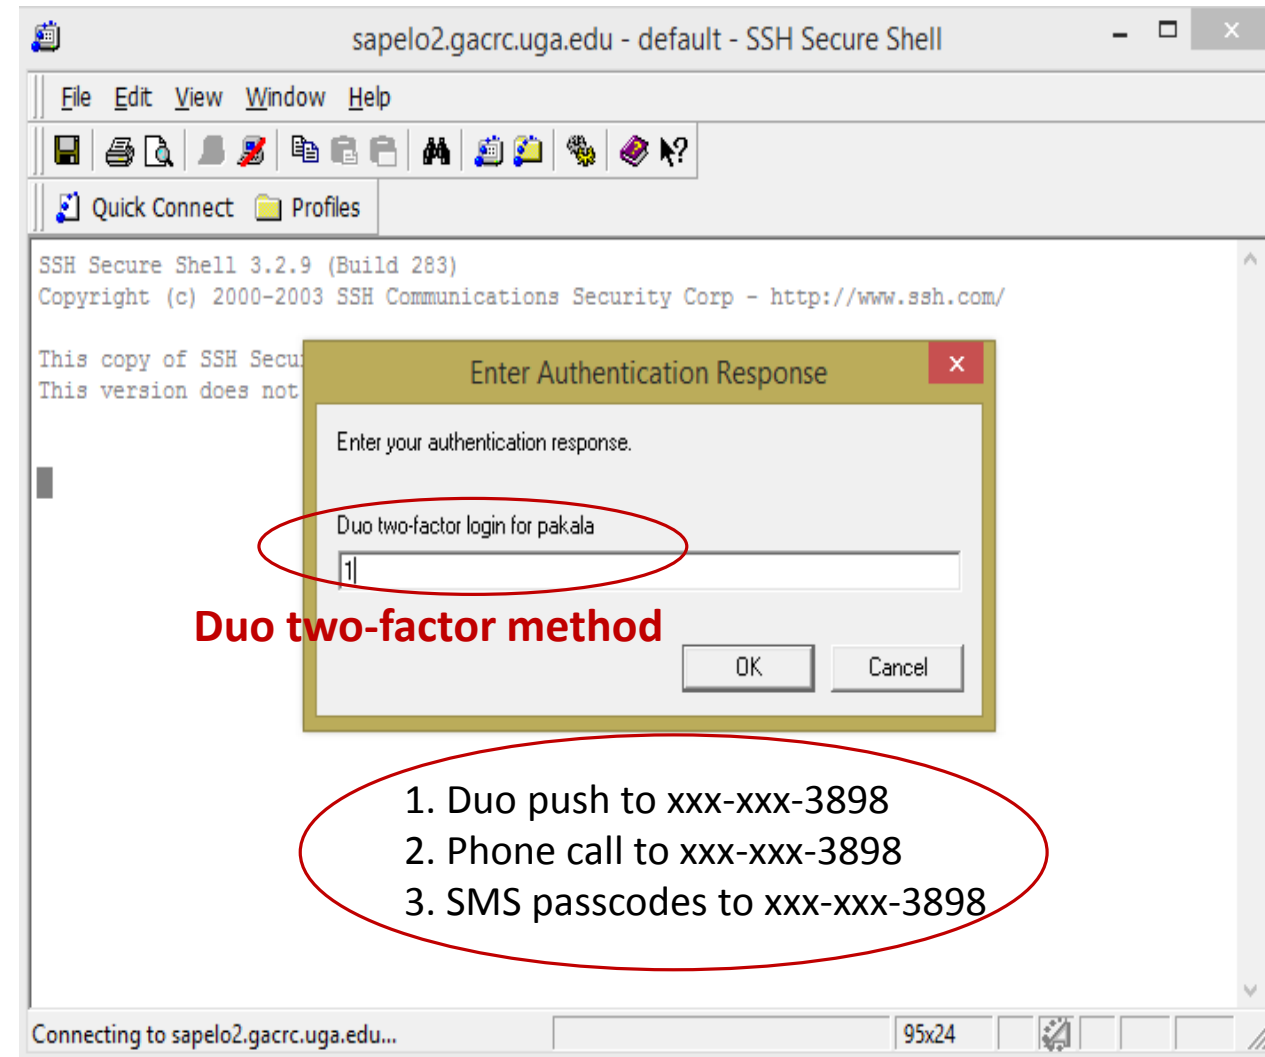 sapelo2.gacrc.uga.edu - default - SSH Secure Shell
File Edit View Window Help
Quick Connect Profiles
SSH Secure Shell 3.2.9 (Build 283)
Copyright (c) 2000-2003 SSH Communications Security Corp - http://www.ssh.com/
This copy of SSH Secu
This version does not
Enter Authentication Response
Enter your authentication response.
Duo two-factor login for pakala
1
Duo two-factor method
OK Cancel
1. Duo push to xxx-xxx-3898
2. Phone call to xxx-xxx-3898
3. SMS passcodes to xxx-xxx-3898
Connecting to sapelo2.gacrc.uga.edu... 95x24